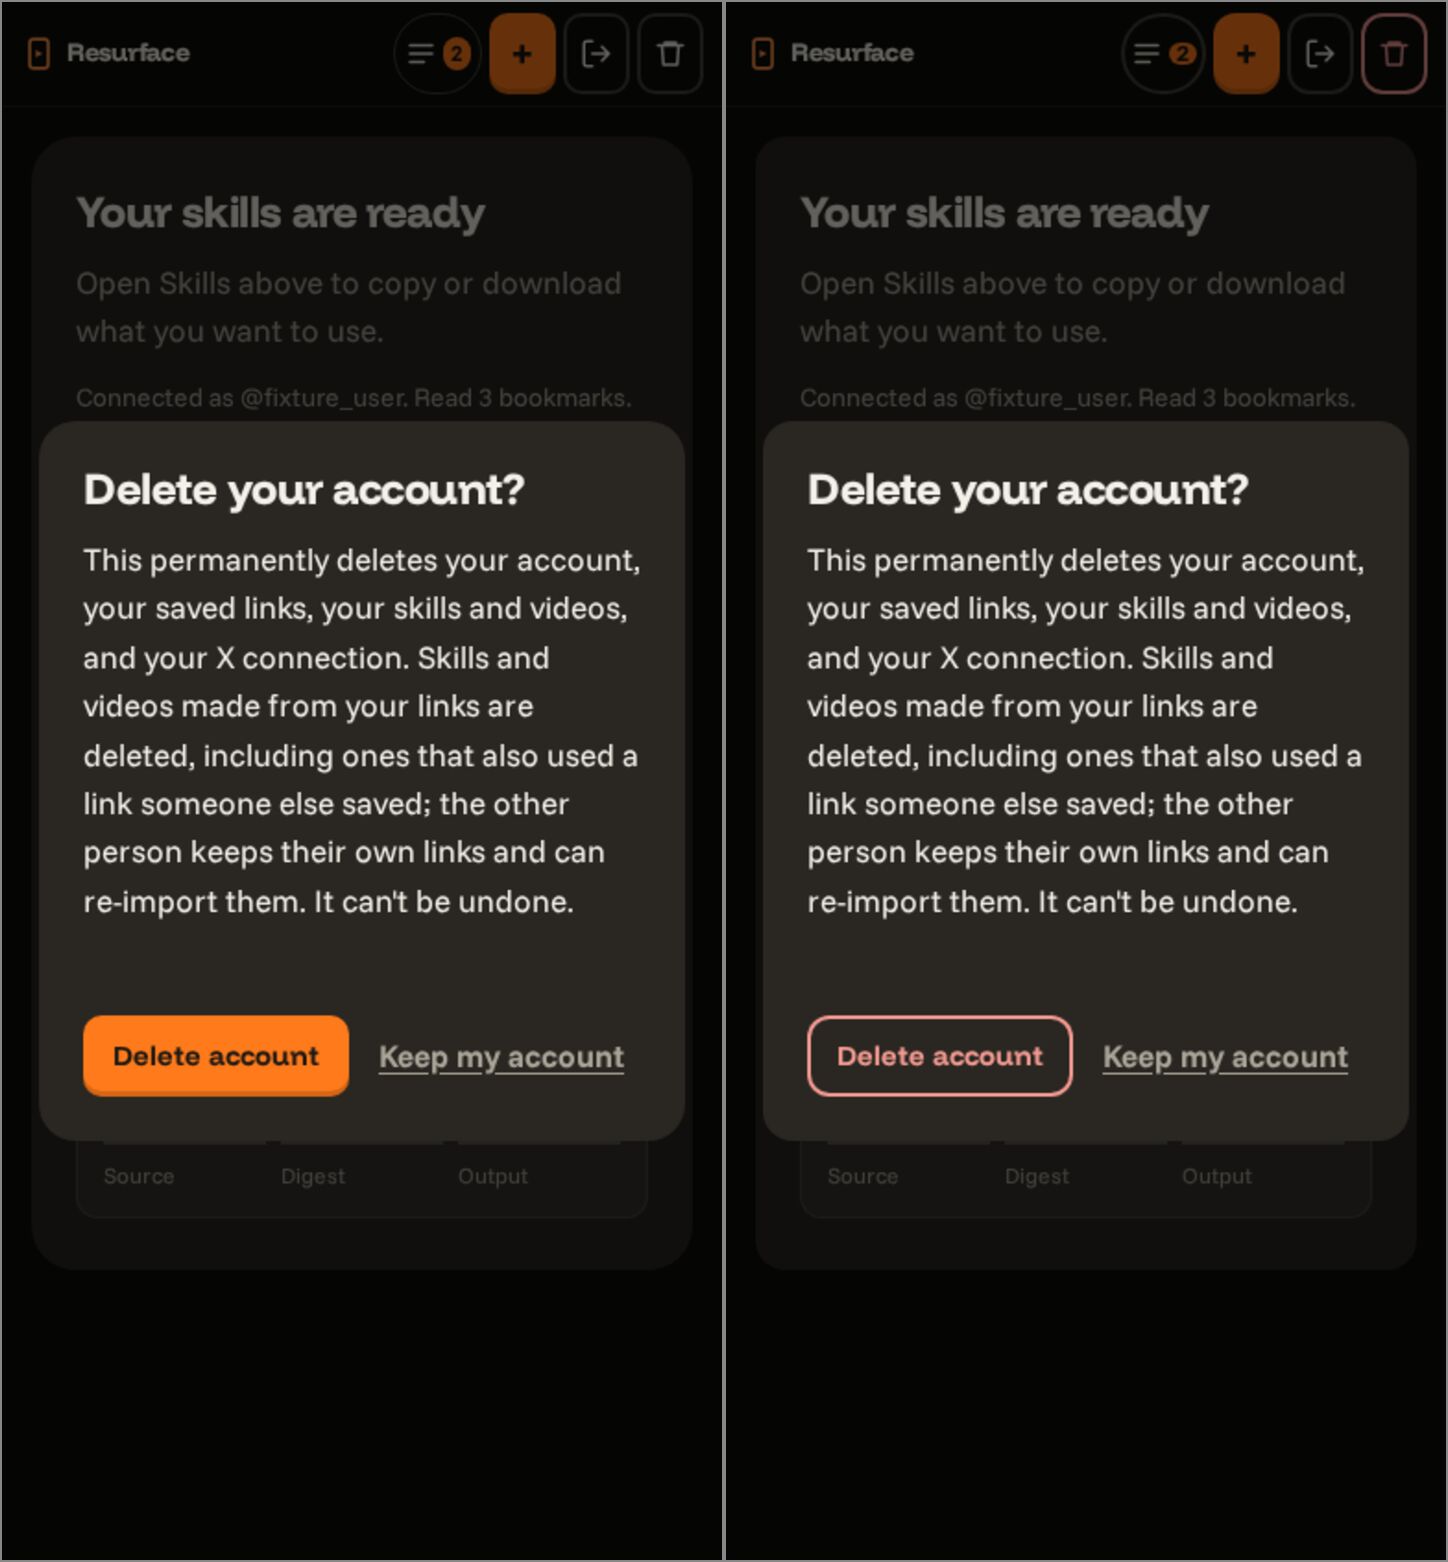 Resurface
2
+
Your skills are ready
Open Skills above to copy or download
what you want to use.
Connected as @fixture_user. Read 3 bookmarks.
Delete your account?
This permanently deletes your account,
your saved links, your skills and videos,
and your X connection. Skills and
videos made from your links are
deleted, including ones that also used a
link someone else saved; the other
person keeps their own links and can
re-import them. It can't be undone.
Delete account
Keep my account
Source
Digest
Output
Resurface
2
+
Your skills are ready
Open Skills above to copy or download
what you want to use.
Connected as @fixture_user. Read 3 bookmarks.
Delete your account?
This permanently deletes your account,
your saved links, your skills and videos,
and your X connection. Skills and
videos made from your links are
deleted, including ones that also used a
link someone else saved; the other
person keeps their own links and can
re-import them. It can't be undone.
Delete account
Keep my account
Source
Digest
Output